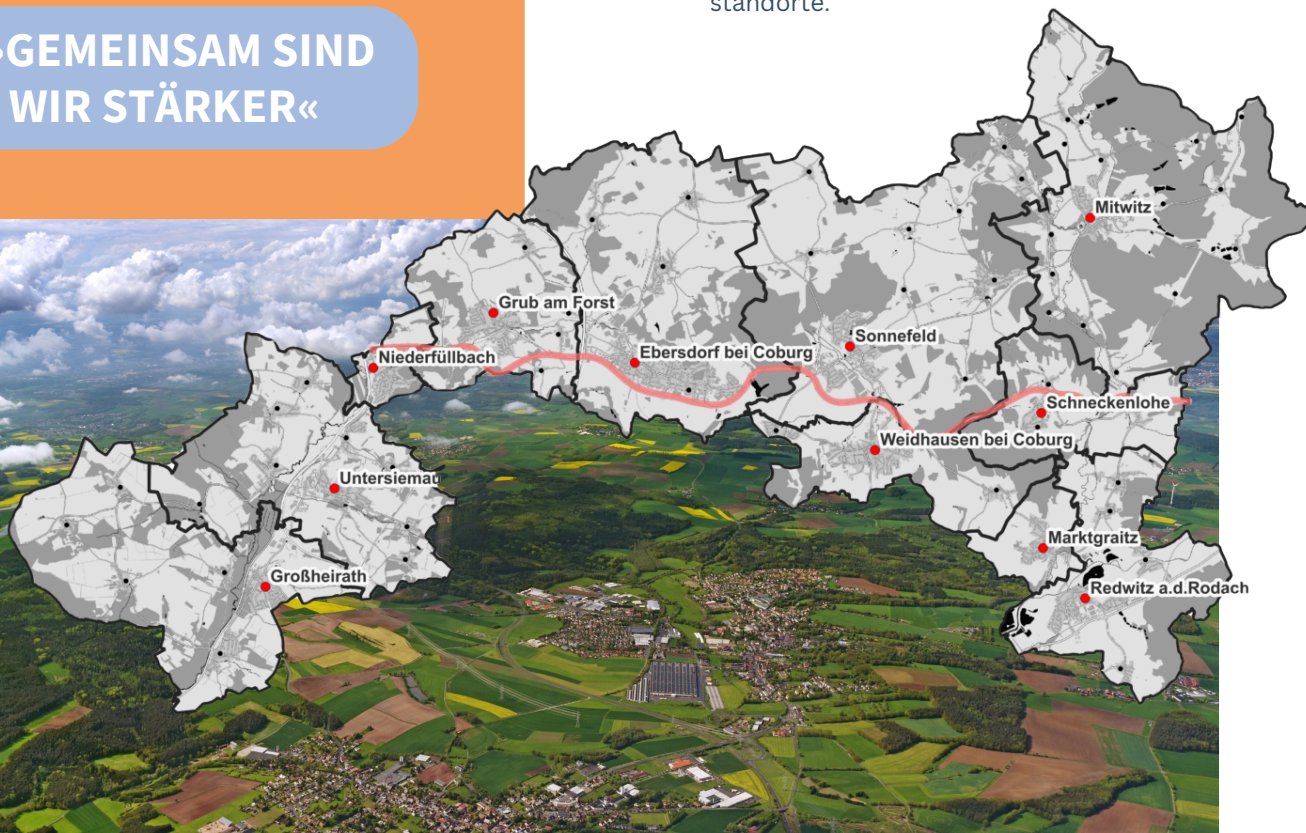 »GEMEINSAM SIND
WIR STÄRKER«
standorte.
Mitwitz
Grub am Forst
Niederfüllbach
Ebersdorf bei Coburg
Sonnefeld
Schneckenlohe
Weidhausen bei Coburg
Untersiemau
Marktgraitz
Großheirath
Redwitz a.d.Rodach